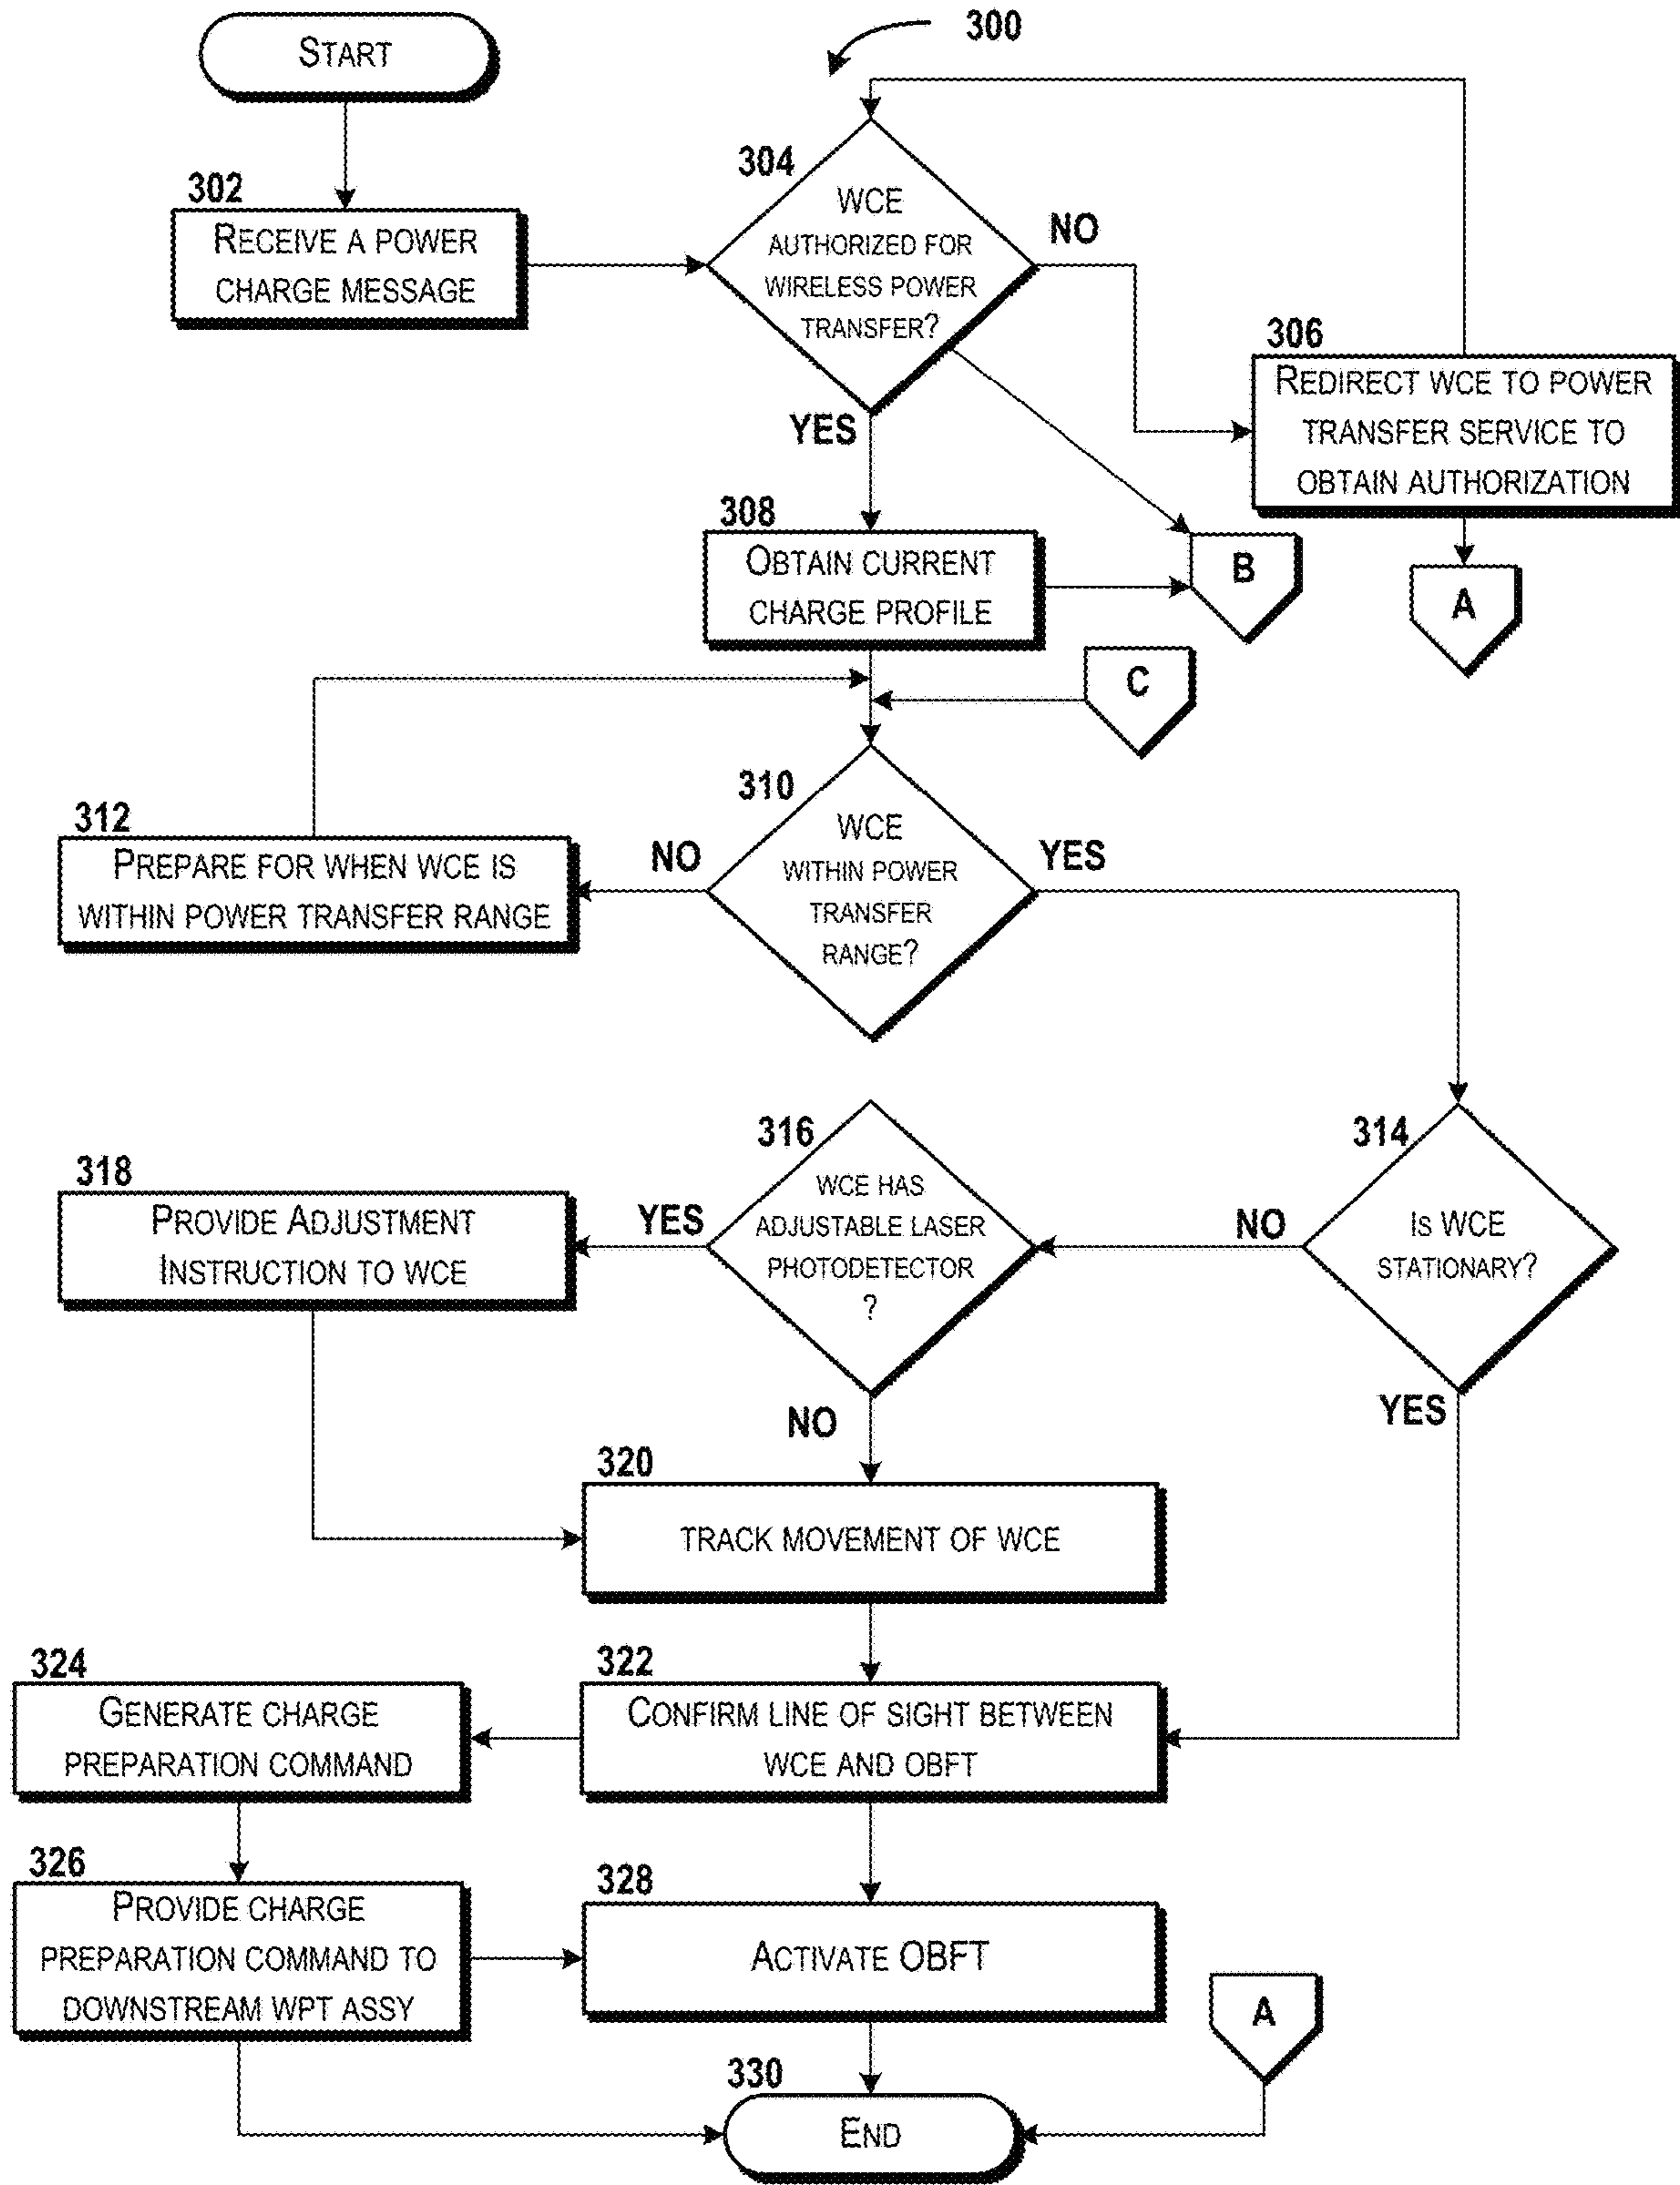 300
START
302
RECEIVE A POWER
CHARGE MESSAGE
304
WCE
AUTHORIZED FOR
WIRELESS POWER
TRANSFER?
NO
YES
306
REDIRECT WCE TO POWER
TRANSFER SERVICE TO
OBTAIN AUTHORIZATION
308
OBTAIN CURRENT
CHARGE PROFILE
B
A
C
310
WCE
WITHIN POWER
TRANSFER
RANGE?
NO
YES
312
PREPARE FOR WHEN WCE IS
WITHIN POWER TRANSFER RANGE
314
IS WCE
STATIONARY?
NO
YES
316
WCE HAS
ADJUSTABLE LASER
PHOTODETECTOR
?
YES
NO
318
PROVIDE ADJUSTMENT
INSTRUCTION TO WCE
320
TRACK MOVEMENT OF WCE
322
CONFIRM LINE OF SIGHT BETWEEN
WCE AND OBFT
324
GENERATE CHARGE
PREPARATION COMMAND
326
PROVIDE CHARGE
PREPARATION COMMAND TO
DOWNSTREAM WPT ASSY
328
ACTIVATE OBFT
A
330
END